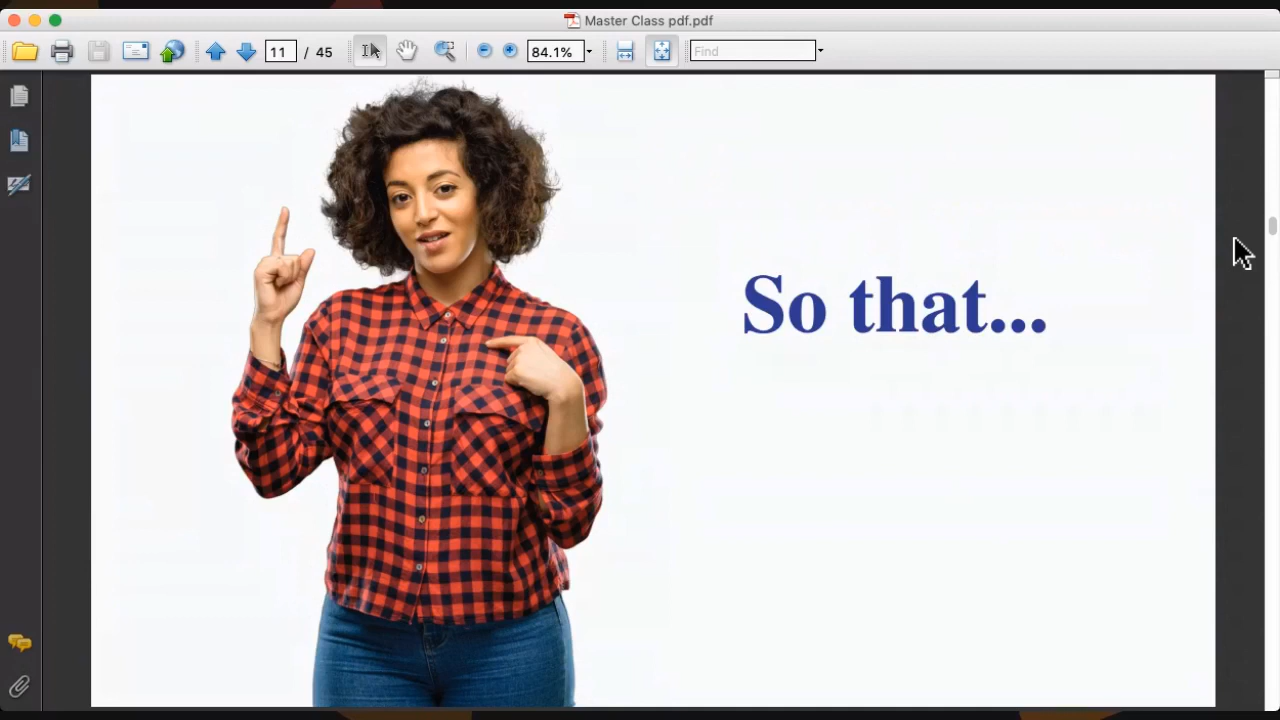 Master Class pdf.pdf
11 / 45
84.1%
Find
So that...